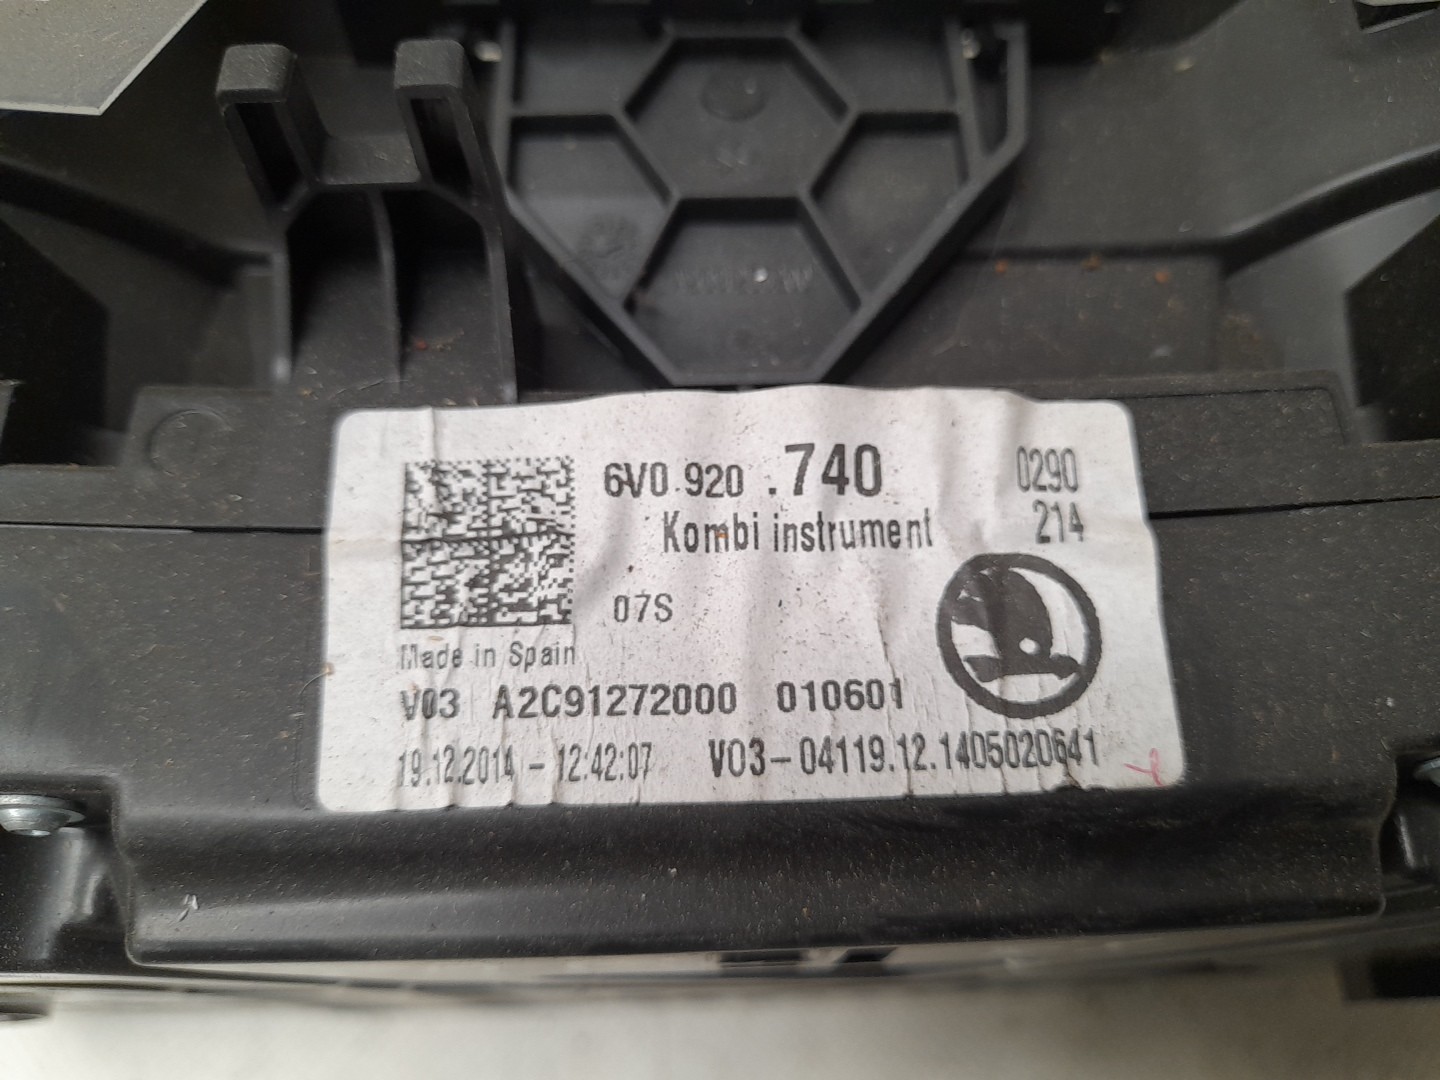 6V0 920 .740 0290
Kombi instrument 214
07S
Made in Spain
V03 A2C91272000 010601
19.12.2014 - 12:42:07 V03-04119.12.1405020641